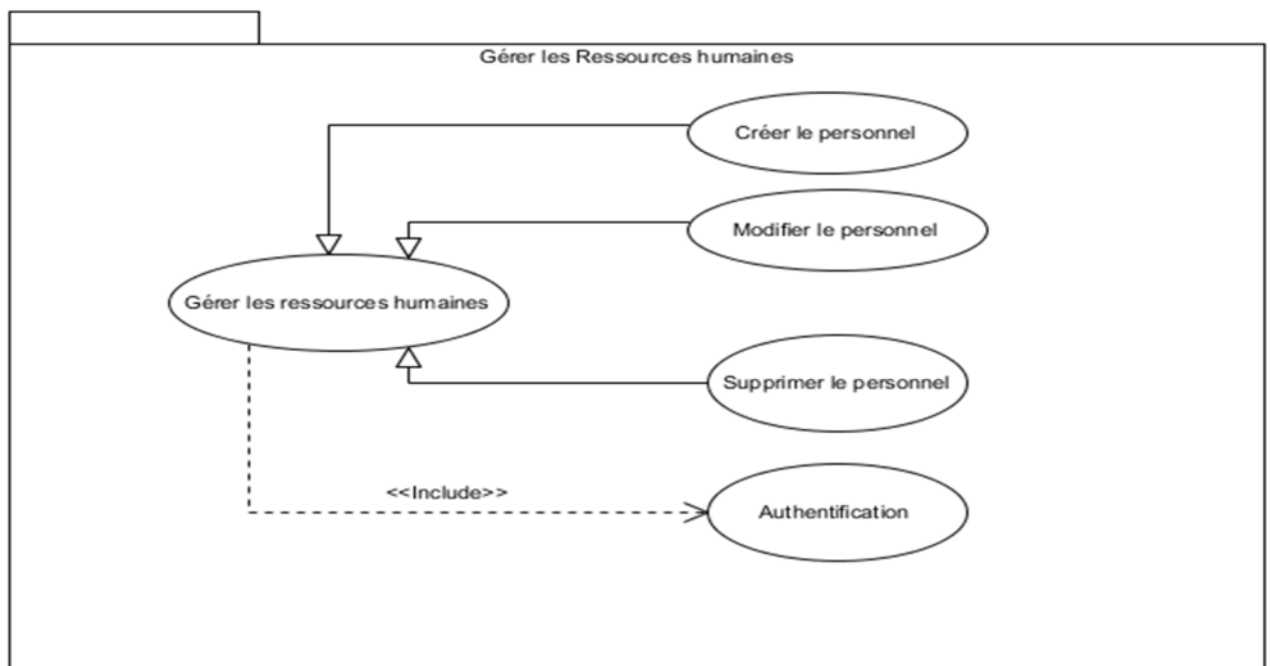 Gérer les Ressources humaines
Créer le personnel
Modifier le personnel
Gérer les ressources humaines
Supprimer le personnel
<<Include>>
Authentification